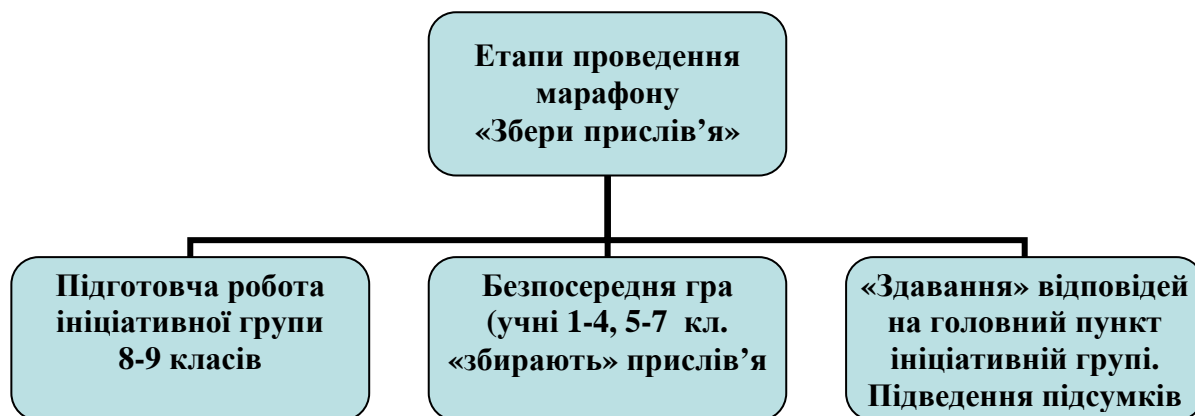 Етапи проведення
марафону
«Збери прислів’я»
Підготовча робота
ініціативної групи
8-9 класів
Безпосередня гра
(учні 1-4, 5-7 кл.
«збирають» прислів’я
«Здавання» відповідей
на головний пункт
ініціативній групі.
Підведення підсумків